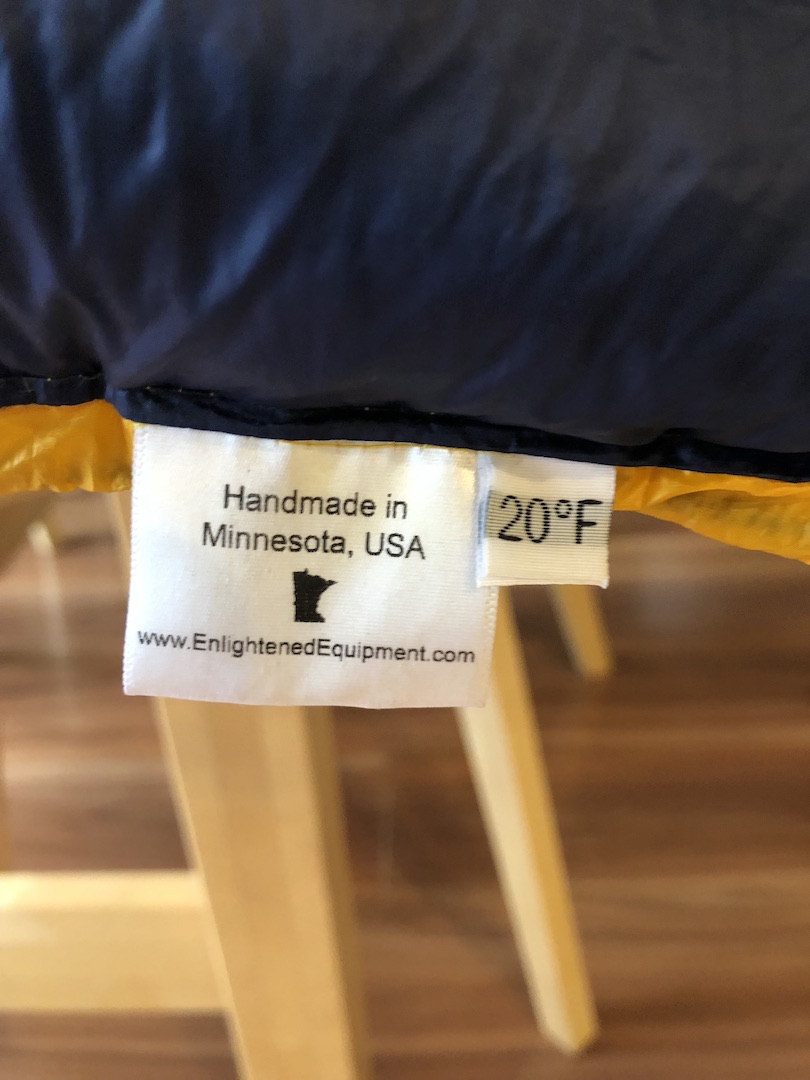 Handmade in
Minnesota, USA
www.EnlightenedEquipment.com
20°F